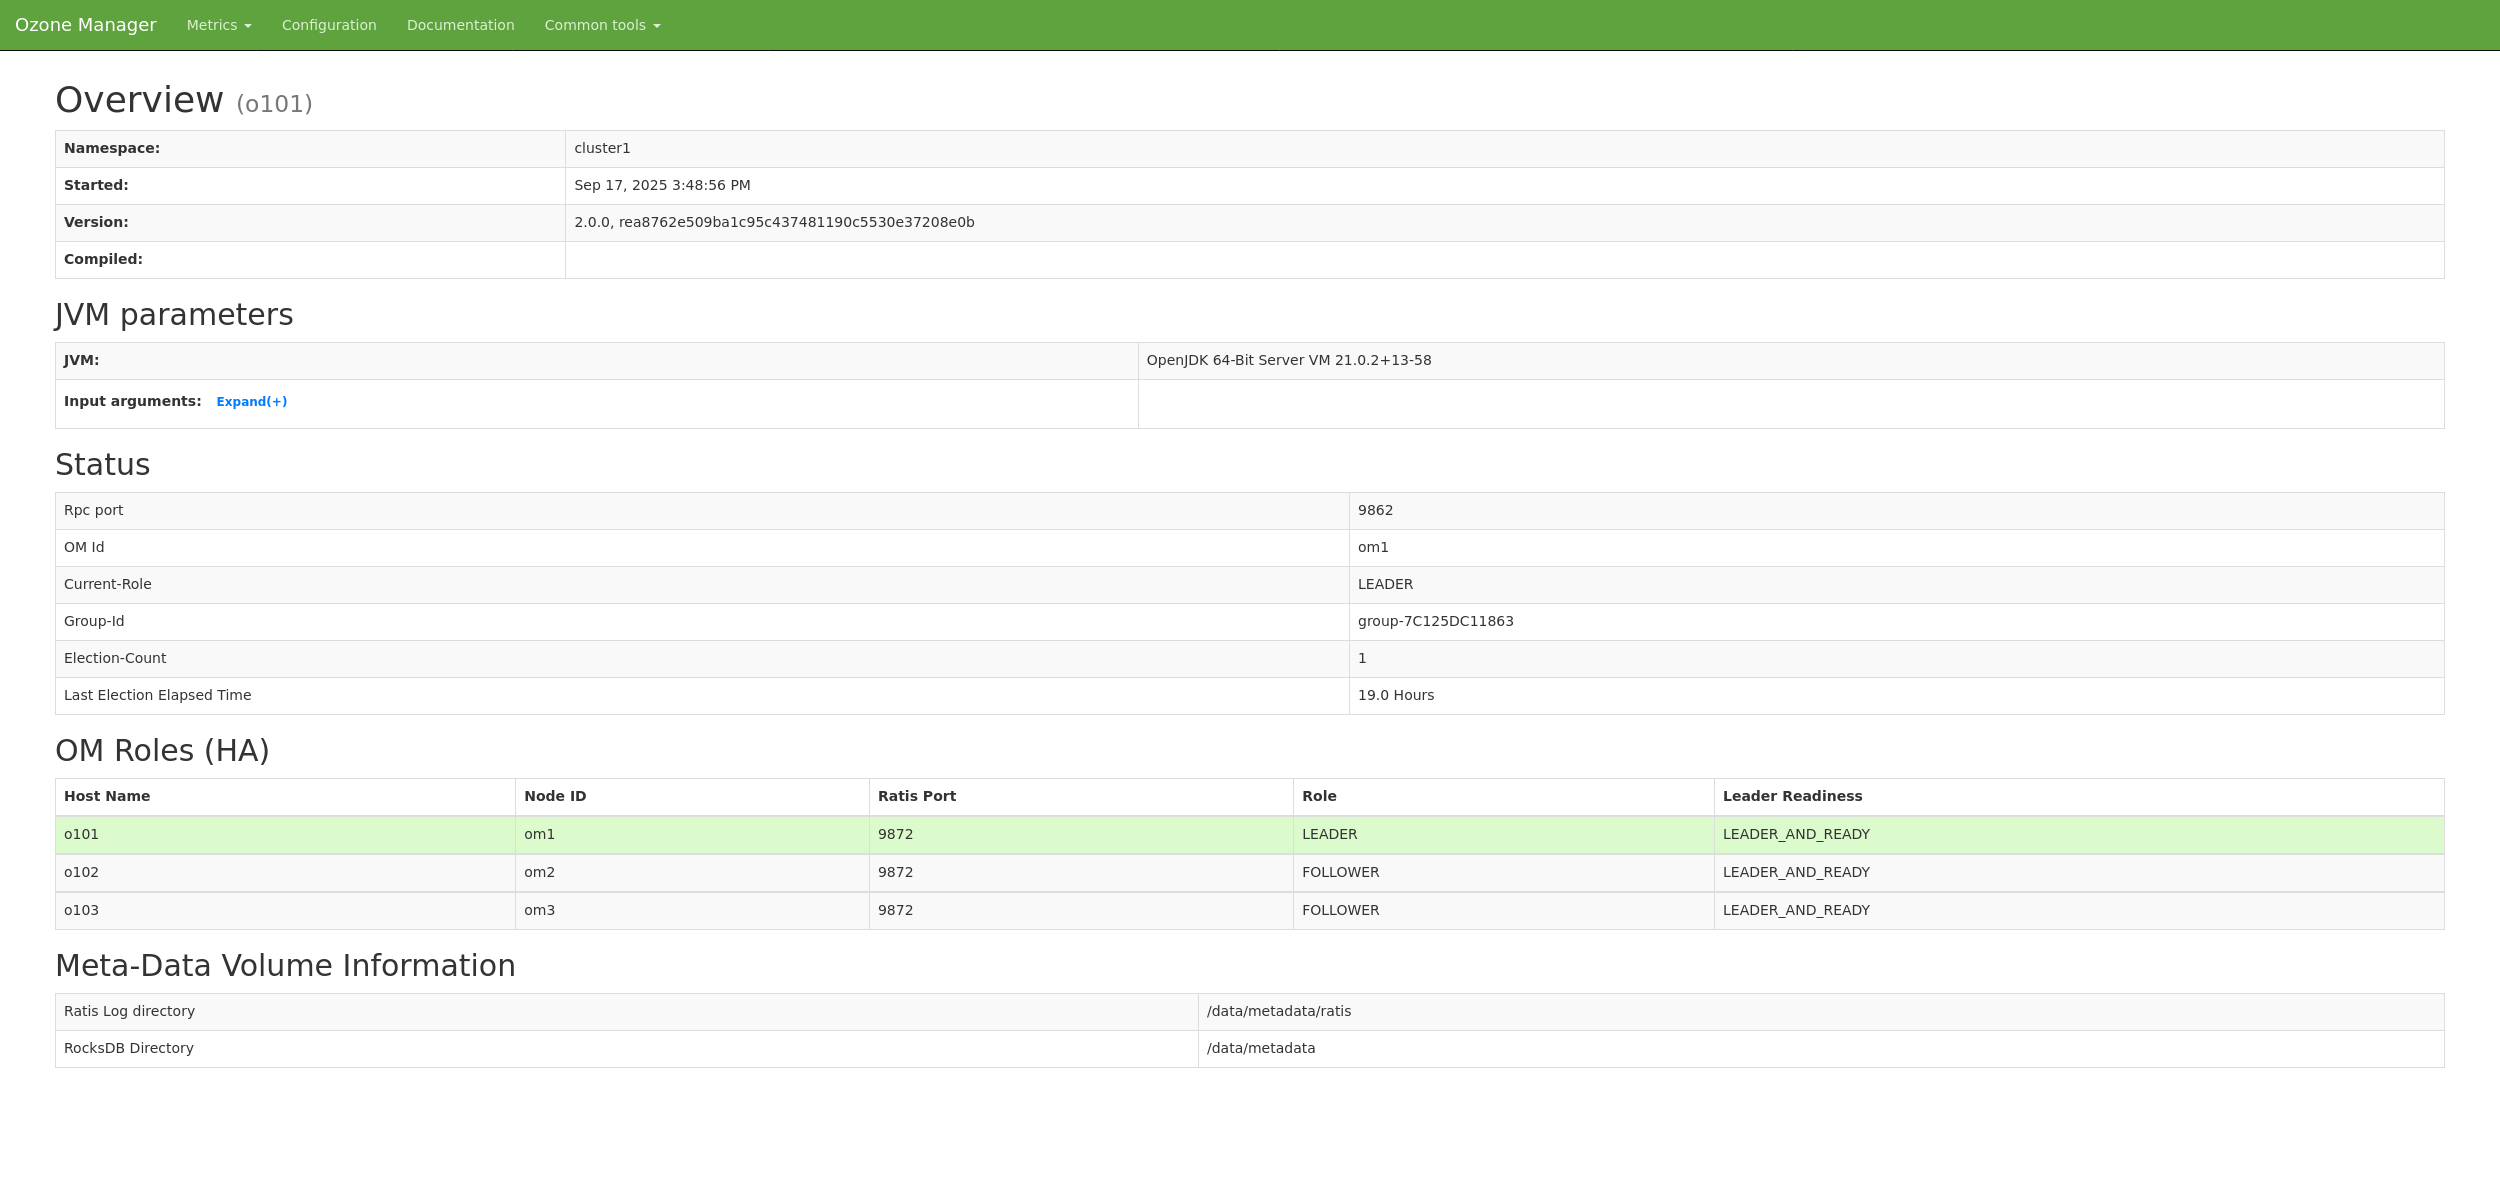 Ozone Manager Metrics Configuration Documentation Common tools
Overview (o101)
Namespace: cluster1
Started: Sep 17, 2025 3:48:56 PM
Version: 2.0.0, rea8762e509ba1c95c437481190c5530e37208e0b
Compiled:
JVM parameters
JVM: OpenJDK 64-Bit Server VM 21.0.2+13-58
Input arguments: Expand(+)
Status
Rpc port 9862
OM Id om1
Current-Role LEADER
Group-Id group-7C125DC11863
Election-Count 1
Last Election Elapsed Time 19.0 Hours
OM Roles (HA)
Host Name Node ID Ratis Port Role Leader Readiness
o101 om1 9872 LEADER LEADER_AND_READY
o102 om2 9872 FOLLOWER LEADER_AND_READY
o103 om3 9872 FOLLOWER LEADER_AND_READY
Meta-Data Volume Information
Ratis Log directory /data/metadata/ratis
RocksDB Directory /data/metadata